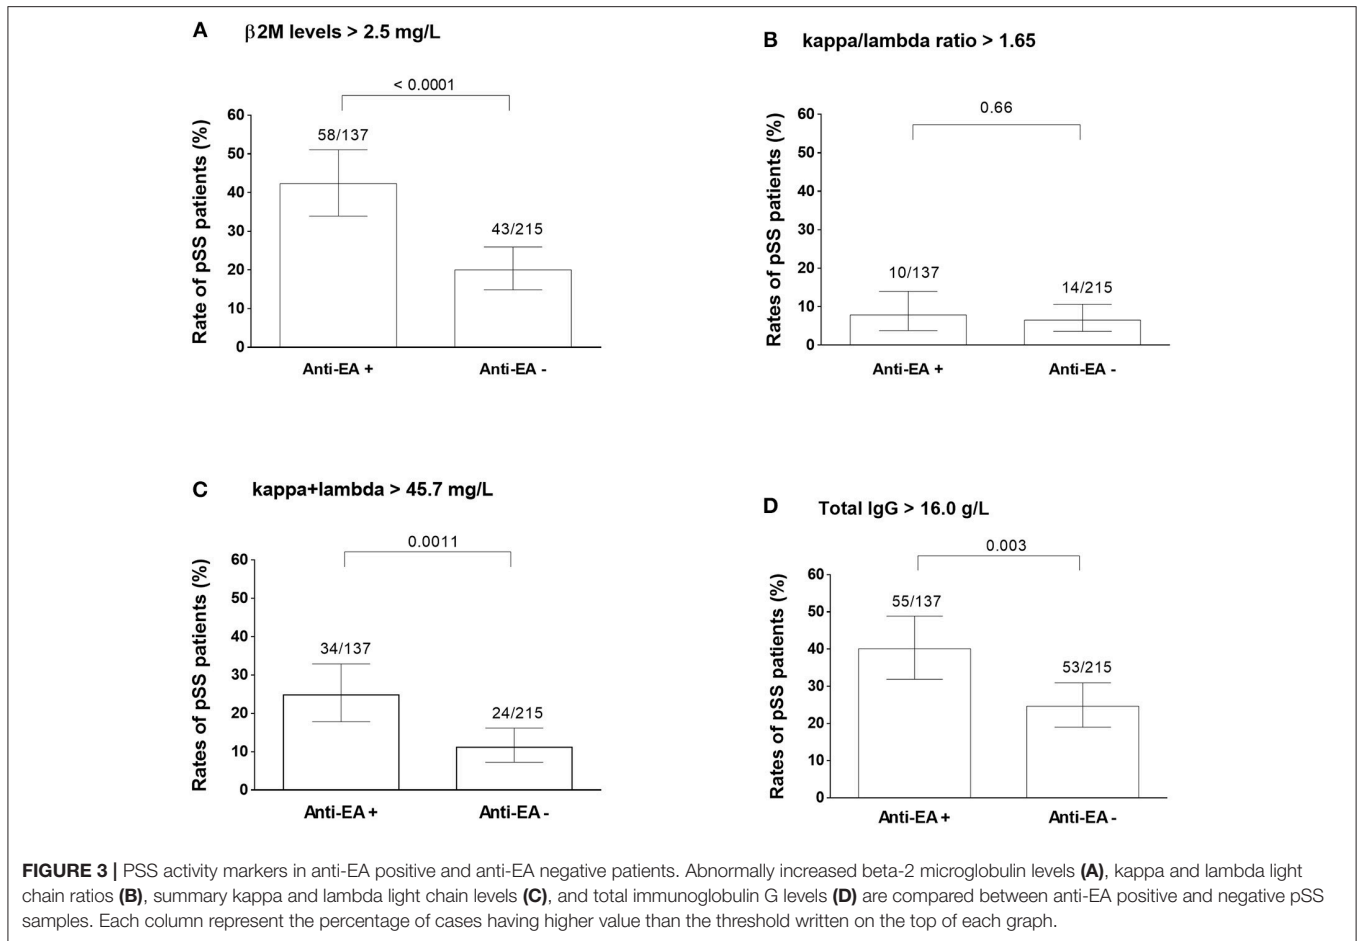 A β2M levels > 2.5 mg/L
< 0.0001
Rate of pSS patients (%)
60
50
40
30
20
10
0
58/137
43/215
Anti-EA + Anti-EA -
B kappa/lambda ratio > 1.65
0.66
Rates of pSS patients (%)
60
50
40
30
20
10
0
10/137
14/215
Anti-EA + Anti-EA -
C kappa+lambda > 45.7 mg/L
0.0011
Rates of pSS patients (%)
60
50
40
30
20
10
0
34/137
24/215
Anti-EA + Anti-EA -
D Total IgG > 16.0 g/L
0.003
Rates of pSS patients (%)
60
50
40
30
20
10
0
55/137
53/215
Anti-EA + Anti-EA -
FIGURE 3 | PSS activity markers in anti-EA positive and anti-EA negative patients. Abnormally increased beta-2 microglobulin levels (A), kappa and lambda light
chain ratios (B), summary kappa and lambda light chain levels (C), and total immunoglobulin G levels (D) are compared between anti-EA positive and negative pSS
samples. Each column represent the percentage of cases having higher value than the threshold written on the top of each graph.